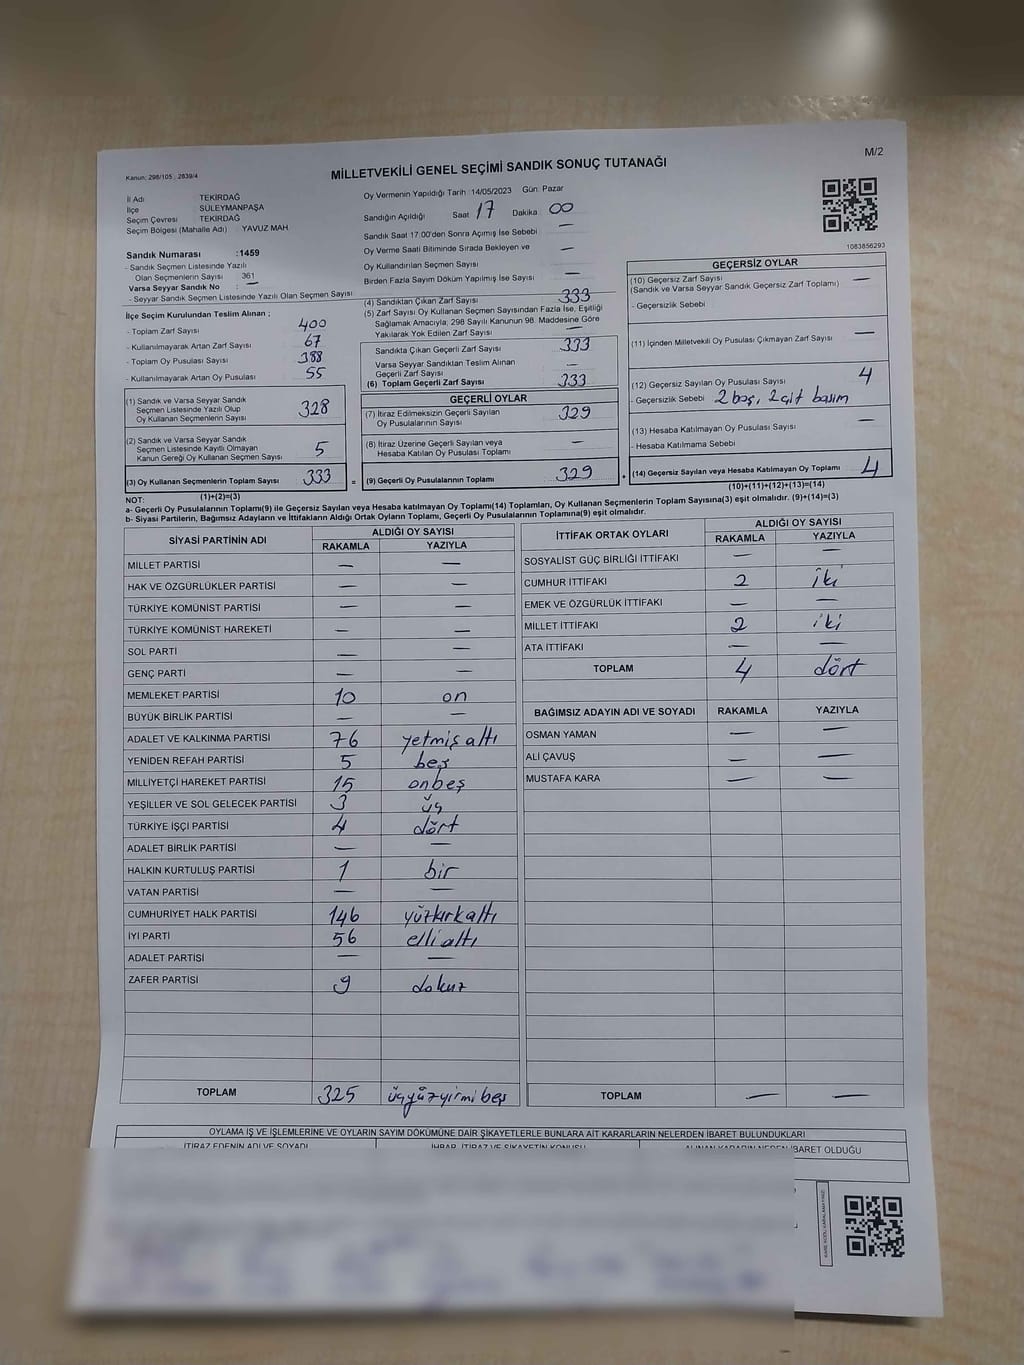 M/2
Kanun: 298/105 ; 2839/4
MİLLETVEKİLİ GENEL SEÇİMİ SANDIK SONUÇ TUTANAĞI
İl Adı TEKİRDAĞ
İlçe SÜLEYMANPAŞA
Seçim Çevresi TEKİRDAĞ
Seçim Bölgesi (Mahalle Adı) YAVUZ MAH.
Sandık Numarası :1459
- Sandık Seçmen Listesinde Yazılı
Olan Seçmenlerin Sayısı 361
Varsa Seyyar Sandık No : —
- Seyyar Sandık Seçmen Listesinde Yazılı Olan Seçmen Sayısı
İlçe Seçim Kurulundan Teslim Alınan ;
- Toplam Zarf Sayısı 400
- Kullanılmayarak Artan Zarf Sayısı 67
- Toplam Oy Pusulası Sayısı 388
- Kullanılmayarak Artan Oy Pusulası 55
(1) Sandık ve Varsa Seyyar Sandık
Seçmen Listesinde Yazılı Olup
Oy Kullanan Seçmenlerin Sayısı 328
(2) Sandık ve Varsa Seyyar Sandık
Seçmen Listesinde Kayıtlı Olmayan
Kanun Gereği Oy Kullanan Seçmen Sayısı 5
(3) Oy Kullanan Seçmenlerin Toplam Sayısı 333 =
(1)+(2)=(3)
Oy Vermenin Yapıldığı Tarih : 14/05/2023 Gün: Pazar
Sandığın Açıldığı Saat 17 Dakika 00
Sandık Saat 17:00'den Sonra Açımış İse Sebebi —
Oy Verme Saati Bitiminde Sırada Bekleyen ve —
Oy Kullandırılan Seçmen Sayısı
Birden Fazla Sayım Döküm Yapılmış İse Sayısı —
(4) Sandıktan Çıkan Zarf Sayısı 333
(5) Zarf Sayısı Oy Kullanan Seçmen Sayısından Fazla İse, Eşitliği
Sağlamak Amacıyla, 298 Sayılı Kanunun 98. Maddesine Göre
Yakılarak Yok Edilen Zarf Sayısı —
Sandıkta Çıkan Geçerli Zarf Sayısı 333
Varsa Seyyar Sandıktan Teslim Alınan
Geçerli Zarf Sayısı —
(6) Toplam Geçerli Zarf Sayısı 333
GEÇERLİ OYLAR
(7) İtiraz Edilmeksizin Geçerli Sayılan
Oy Pusulalarının Sayısı 329
(8) İtiraz Üzerine Geçerli Sayılan veya
Hesaba Katılan Oy Pusulası Toplamı —
(9) Geçerli Oy Pusulalarının Toplamı 329 +
1083856293
GEÇERSİZ OYLAR
(10) Geçersiz Zarf Sayısı —
(Sandık ve Varsa Seyyar Sandık Geçersiz Zarf Toplamı)
- Geçersizlik Sebebi
(11) İçinden Milletvekili Oy Pusulası Çıkmayan Zarf Sayısı —
(12) Geçersiz Sayılan Oy Pusulası Sayısı 4
- Geçersizlik Sebebi 2 boş, 2 çift basım
(13) Hesaba Katılmayan Oy Pusulası Sayısı —
- Hesaba Katılmama Sebebi
(14) Geçersiz Sayılan veya Hesaba Katılmayan Oy Toplamı 4
(10)+(11)+(12)+(13)=(14)
NOT:
a- Geçerli Oy Pusulalarının Toplamı(9) ile Geçersiz Sayılan veya Hesaba katılmayan Oy Toplamı(14) Toplamları, Oy Kullanan Seçmenlerin Toplam Sayısına(3) eşit olmalıdır. (9)+(14)=(3)
b- Siyasi Partilerin, Bağımsız Adayların ve İttifakların Aldığı Ortak Oyların Toplamı, Geçerli Oy Pusulalarının Toplamına(9) eşit olmalıdır.
SİYASİ PARTİNİN ADI ALDIĞI OY SAYISI
RAKAMLA YAZIYLA
MİLLET PARTİSİ — —
HAK VE ÖZGÜRLÜKLER PARTİSİ — —
TÜRKİYE KOMÜNİST PARTİSİ — —
TÜRKİYE KOMÜNİST HAREKETİ — —
SOL PARTİ — —
GENÇ PARTİ — —
MEMLEKET PARTİSİ 10 on
BÜYÜK BİRLİK PARTİSİ — —
ADALET VE KALKINMA PARTİSİ 76 yetmiş altı
YENİDEN REFAH PARTİSİ 5 beş
MİLLİYETÇİ HAREKET PARTİSİ 15 onbeş
YEŞİLLER VE SOL GELECEK PARTİSİ 3 üç
TÜRKİYE İŞÇİ PARTİSİ 4 dört
ADALET BİRLİK PARTİSİ — —
HALKIN KURTULUŞ PARTİSİ 1 bir
VATAN PARTİSİ — —
CUMHURİYET HALK PARTİSİ 146 yüzkırkaltı
İYİ PARTİ 56 elli altı
ADALET PARTİSİ — —
ZAFER PARTİSİ 9 dokuz
TOPLAM 325 üçyüzyirmi beş
İTTİFAK ORTAK OYLARI ALDIĞI OY SAYISI
RAKAMLA YAZIYLA
SOSYALİST GÜÇ BİRLİĞİ İTTİFAKI — —
CUMHUR İTTİFAKI 2 iki
EMEK VE ÖZGÜRLÜK İTTİFAKI — —
MİLLET İTTİFAKI 2 iki
ATA İTTİFAKI — —
TOPLAM 4 dört
BAĞIMSIZ ADAYIN ADI VE SOYADI RAKAMLA YAZIYLA
OSMAN YAMAN — —
ALİ ÇAVUŞ — —
MUSTAFA KARA — —
TOPLAM — —
OYLAMA İŞ VE İŞLEMLERİNE VE OYLARIN SAYIM DÖKÜMÜNE DAİR ŞİKAYETLERLE BUNLARA AİT KARARLARIN NELERDEN İBARET BULUNDUKLARI
İTİRAZ EDENİN ADI VE SOYADI İHBAR, İTİRAZ VE ŞİKAYETİN KONUSU ALINAN KARARIN NEDEN İBARET OLDUĞU